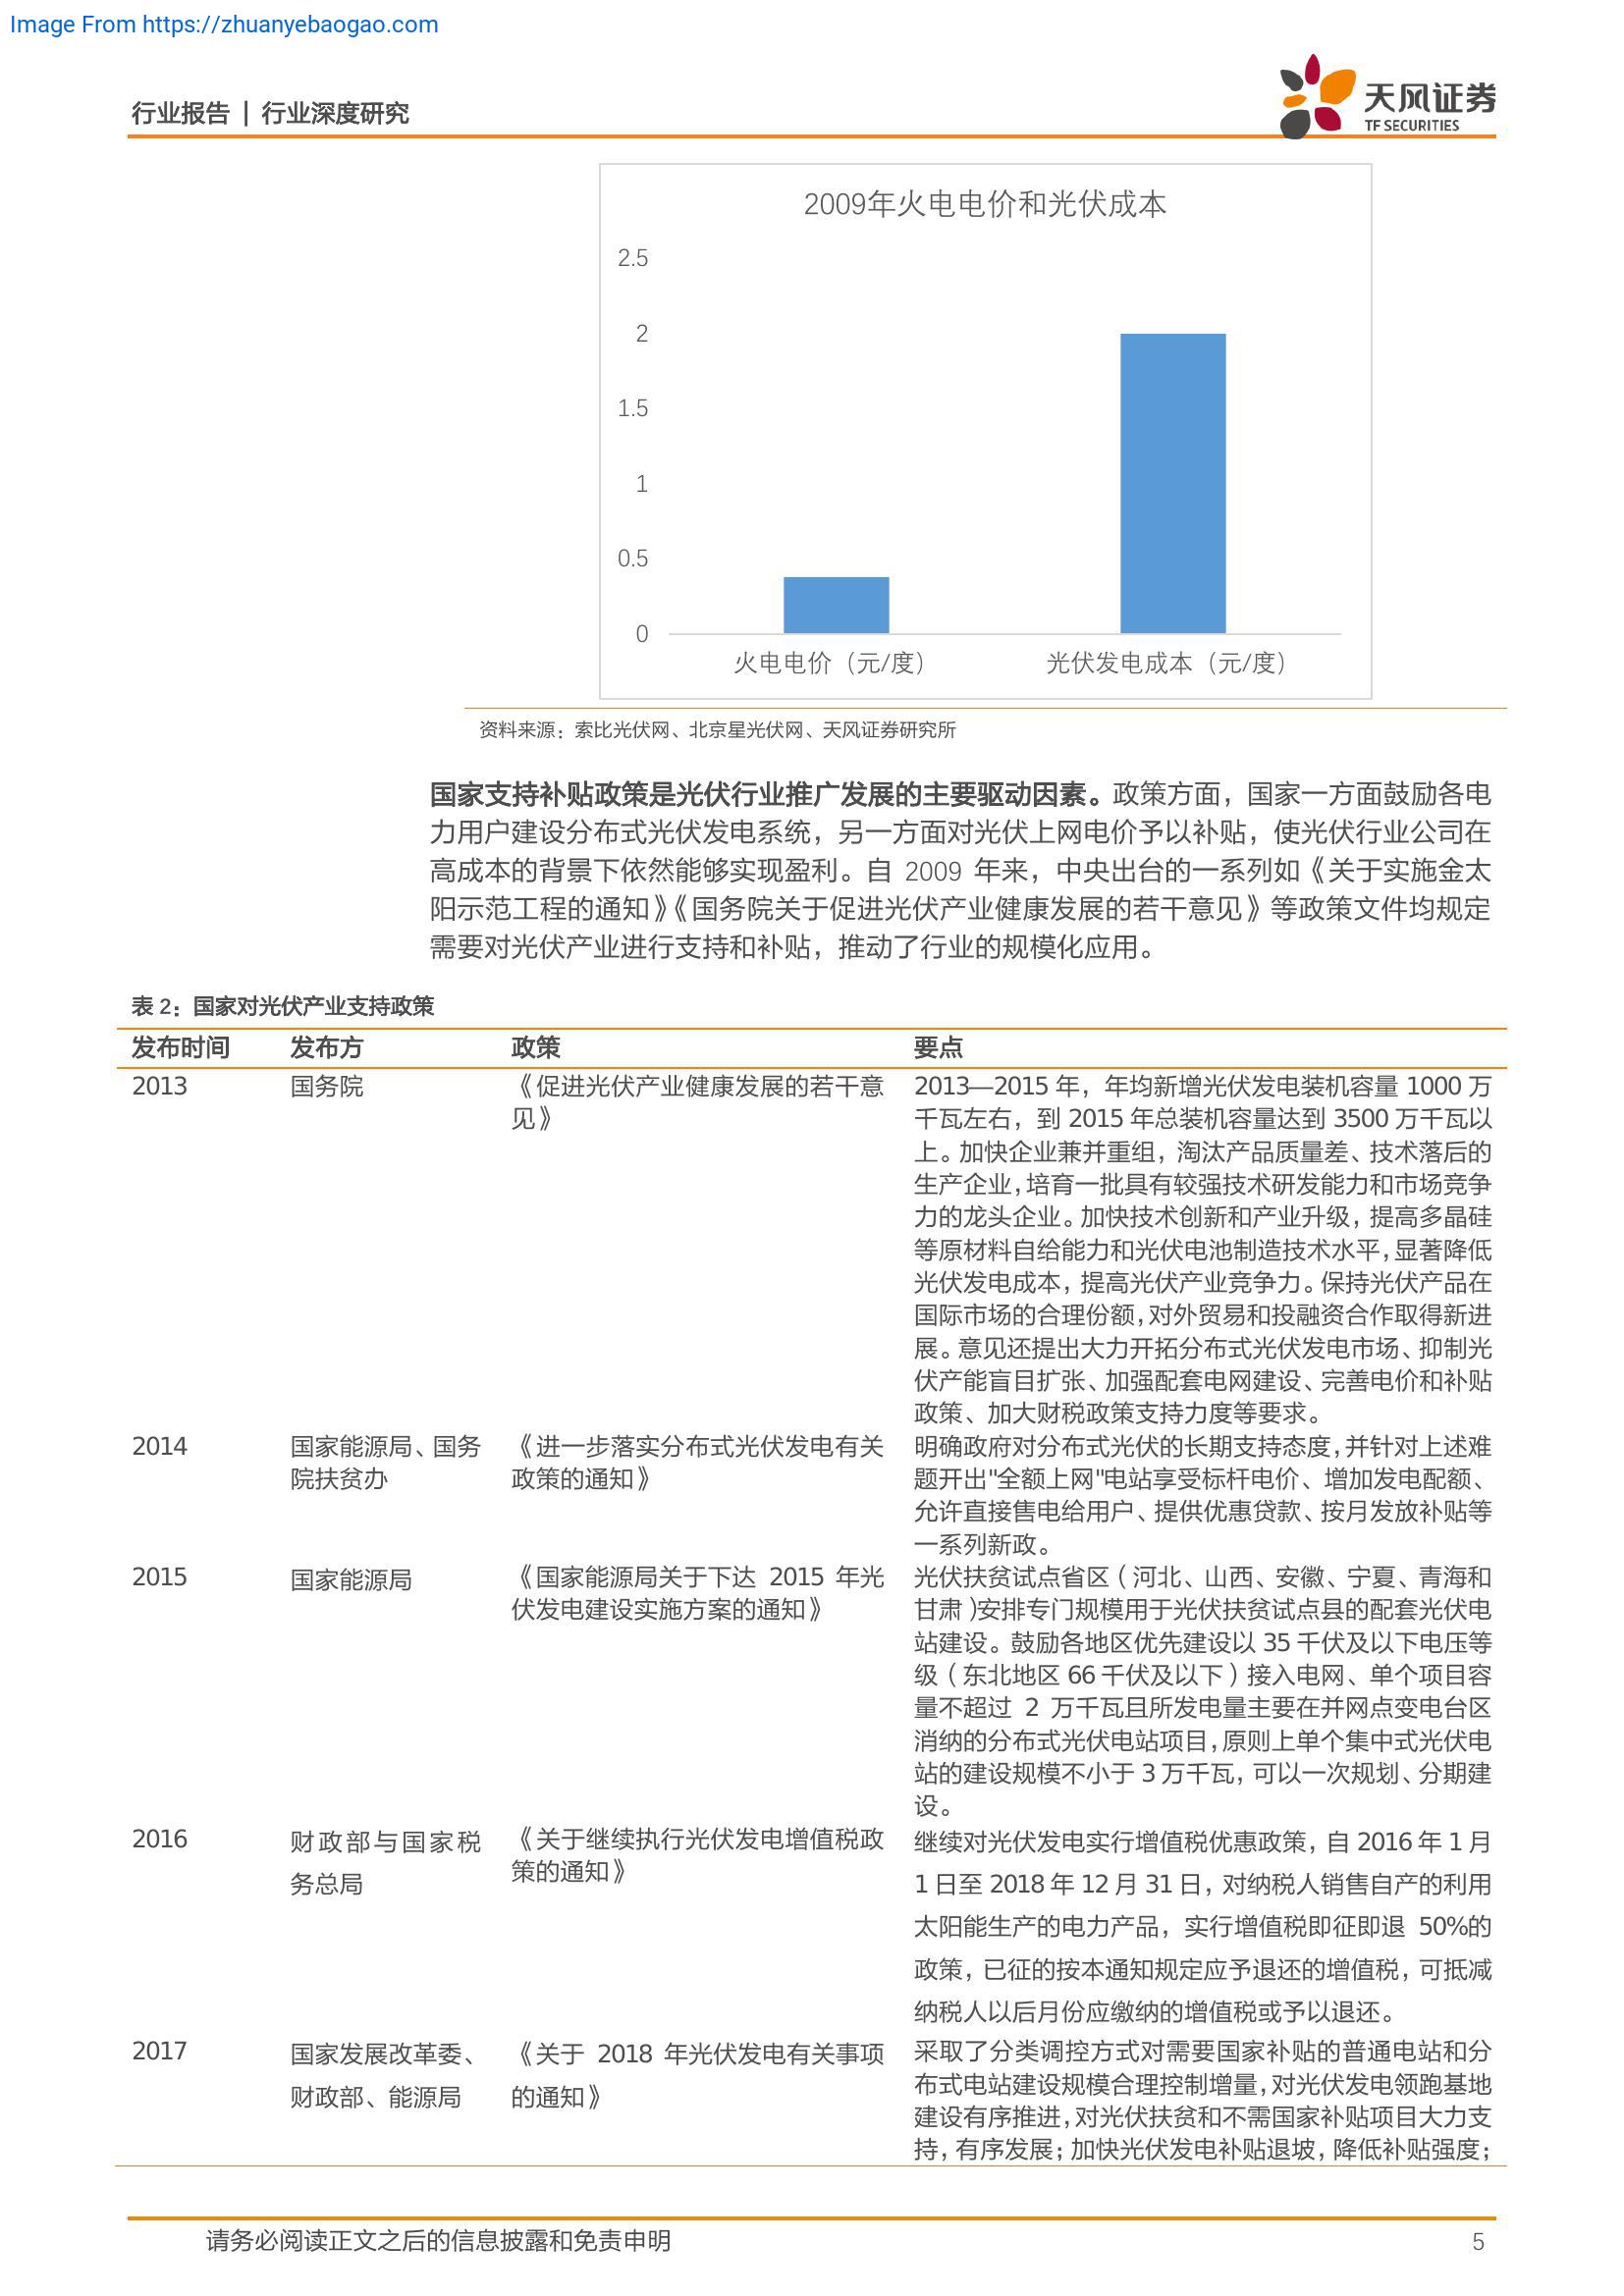 Image From https://zhuanyebaogao.com
行业报告 | 行业深度研究
天风证券
TF SECURITIES
2009年火电电价和光伏成本
2.5
2
1.5
1
0.5
0
火电电价（元/度）
光伏发电成本（元/度）
资料来源：索比光伏网、北京星光伏网、天风证券研究所
国家支持补贴政策是光伏行业推广发展的主要驱动因素。政策方面，国家一方面鼓励各电
力用户建设分布式光伏发电系统，另一方面对光伏上网电价予以补贴，使光伏行业公司在
高成本的背景下依然能够实现盈利。自 2009 年来，中央出台的一系列如《关于实施金太
阳示范工程的通知》《国务院关于促进光伏产业健康发展的若干意见》等政策文件均规定
需要对光伏产业进行支持和补贴，推动了行业的规模化应用。
表 2：国家对光伏产业支持政策
发布时间 发布方 政策 要点
2013 国务院 《促进光伏产业健康发展的若干意 2013—2015 年，年均新增光伏发电装机容量 1000 万
见》 千瓦左右，到 2015 年总装机容量达到 3500 万千瓦以
上。加快企业兼并重组，淘汰产品质量差、技术落后的
生产企业，培育一批具有较强技术研发能力和市场竞争
力的龙头企业。加快技术创新和产业升级，提高多晶硅
等原材料自给能力和光伏电池制造技术水平，显著降低
光伏发电成本，提高光伏产业竞争力。保持光伏产品在
国际市场的合理份额，对外贸易和投融资合作取得新进
展。意见还提出大力开拓分布式光伏发电市场、抑制光
伏产能盲目扩张、加强配套电网建设、完善电价和补贴
政策、加大财税政策支持力度等要求。
2014 国家能源局、国务 《进一步落实分布式光伏发电有关 明确政府对分布式光伏的长期支持态度，并针对上述难
院扶贫办 政策的通知》 题开出"全额上网"电站享受标杆电价、增加发电配额、
允许直接售电给用户、提供优惠贷款、按月发放补贴等
一系列新政。
2015 国家能源局 《国家能源局关于下达 2015 年光 光伏扶贫试点省区（河北、山西、安徽、宁夏、青海和
伏发电建设实施方案的通知》 甘肃）安排专门规模用于光伏扶贫试点县的配套光伏电
站建设。鼓励各地区优先建设以 35 千伏及以下电压等
级（东北地区 66 千伏及以下）接入电网、单个项目容
量不超过 2 万千瓦且所发电量主要在并网点变电台区
消纳的分布式光伏电站项目，原则上单个集中式光伏电
站的建设规模不小于 3 万千瓦，可以一次规划、分期建
设。
2016 财政部与国家税 《关于继续执行光伏发电增值税政 继续对光伏发电实行增值税优惠政策，自 2016 年 1 月
务总局 策的通知》 1 日至 2018 年 12 月 31 日，对纳税人销售自产的利用
太阳能生产的电力产品，实行增值税即征即退 50%的
政策，已征的按本通知规定应予退还的增值税，可抵减
纳税人以后月份应缴纳的增值税或予以退还。
2017 国家发展改革委、 《关于 2018 年光伏发电有关事项 采取了分类调控方式对需要国家补贴的普通电站和分
财政部、能源局 的通知》 布式电站建设规模合理控制增量，对光伏发电领跑基地
建设有序推进，对光伏扶贫和不需国家补贴项目大力支
持，有序发展；加快光伏发电补贴退坡，降低补贴强度；
请务必阅读正文之后的信息披露和免责申明 5